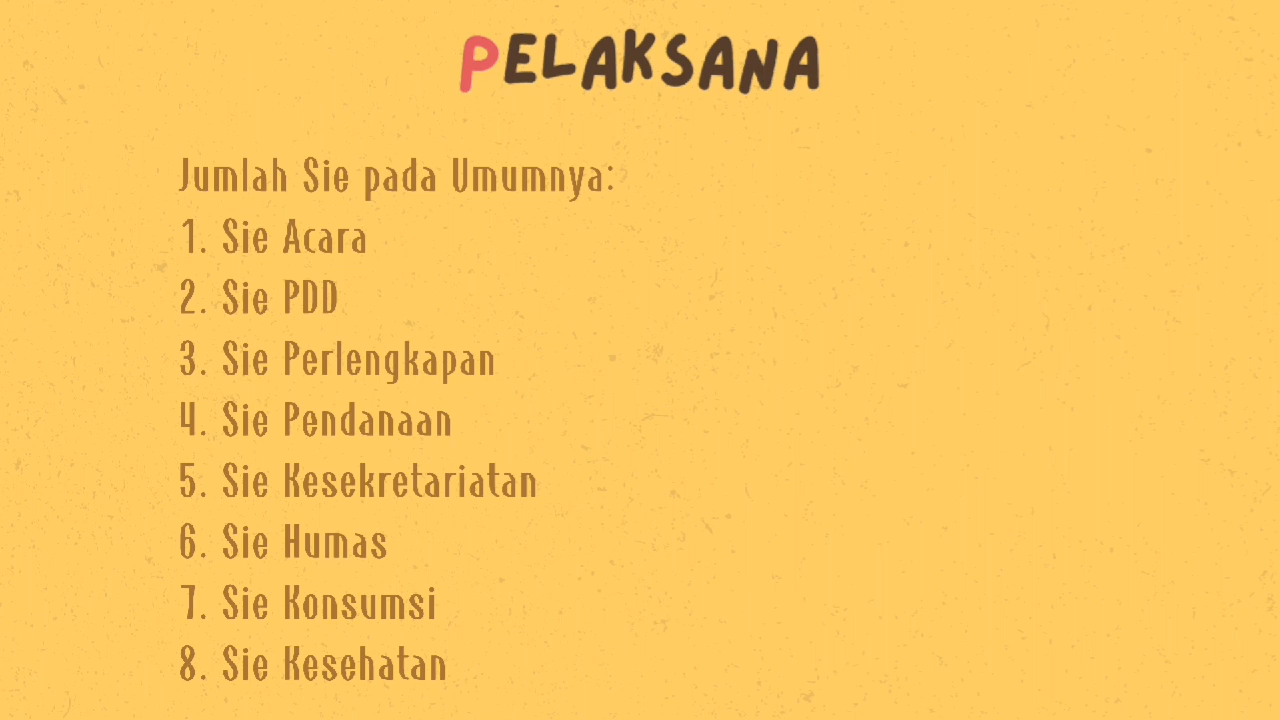 PELAKSANA
Jumlah Sie pada Umumnya:
1. Sie Acara
2. Sie PDD
3. Sie Perlengkapan
4. Sie Pendanaan
5. Sie Kesekretariatan
6. Sie Humas
7. Sie Konsumsi
8. Sie Kesehatan